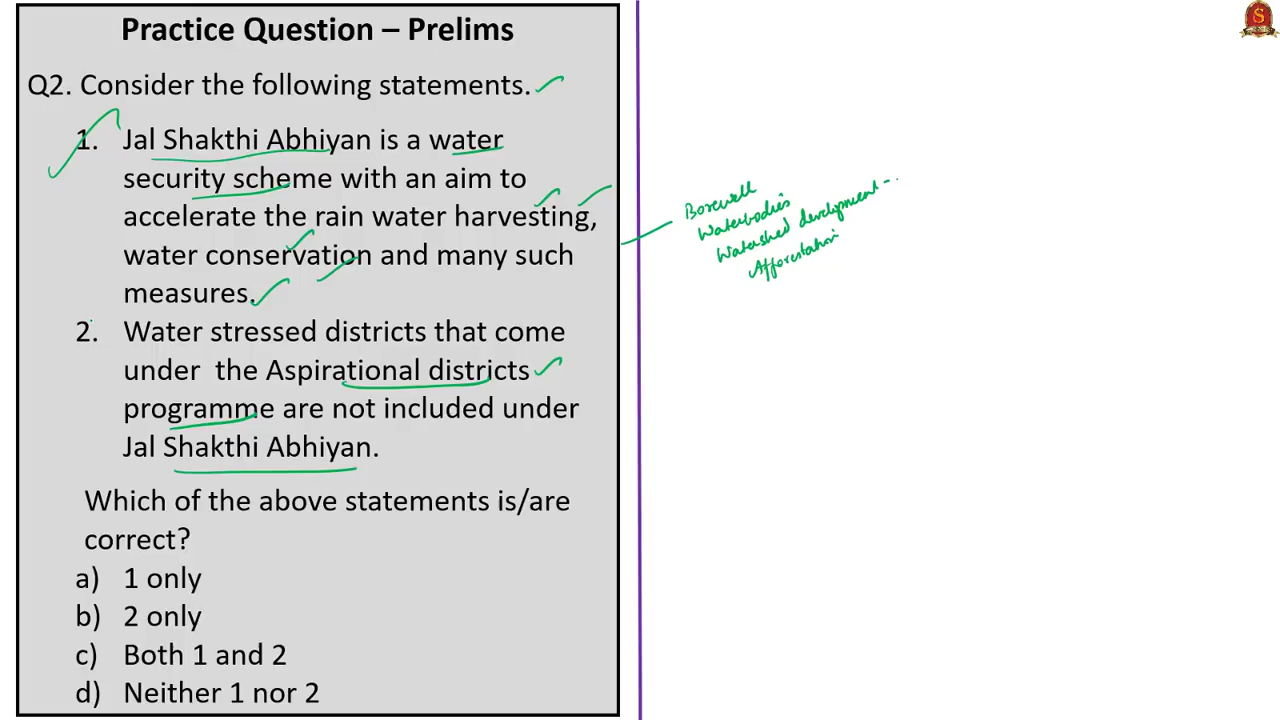 Practice Question – Prelims
Q2. Consider the following statements.
1. Jal Shakthi Abhiyan is a water
security scheme with an aim to
accelerate the rain water harvesting,
water conservation and many such
measures.
2. Water stressed districts that come
under the Aspirational districts
programme are not included under
Jal Shakthi Abhiyan.
Which of the above statements is/are
correct?
a) 1 only
b) 2 only
c) Both 1 and 2
d) Neither 1 nor 2
Borewell
Waterbodies
Watershed development -..
Afforestation